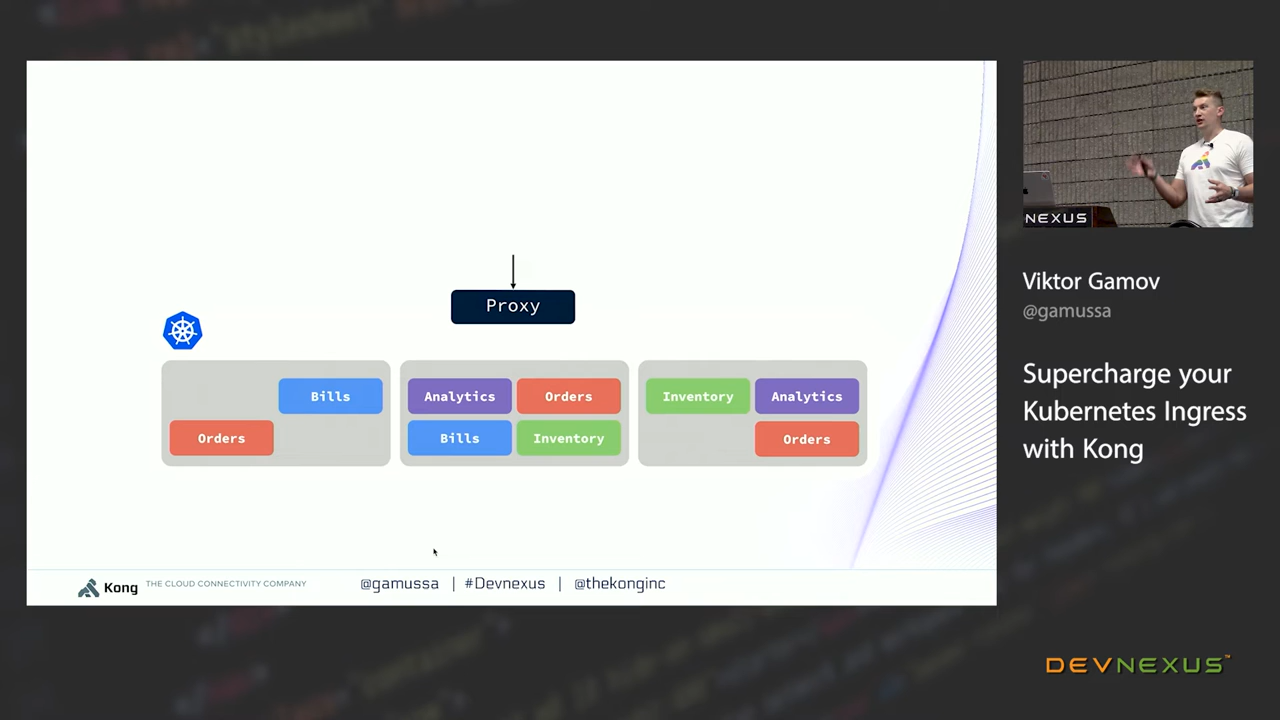 Proxy
Bills
Orders
Analytics
Orders
Bills
Inventory
Inventory
Analytics
Orders
Kong
THE CLOUD CONNECTIVITY COMPANY
@gamussa | #Devnexus | @thekonginc
NEXUS
Viktor Gamov
@gamussa
Supercharge your
Kubernetes Ingress
with Kong
DEVNEXUS™